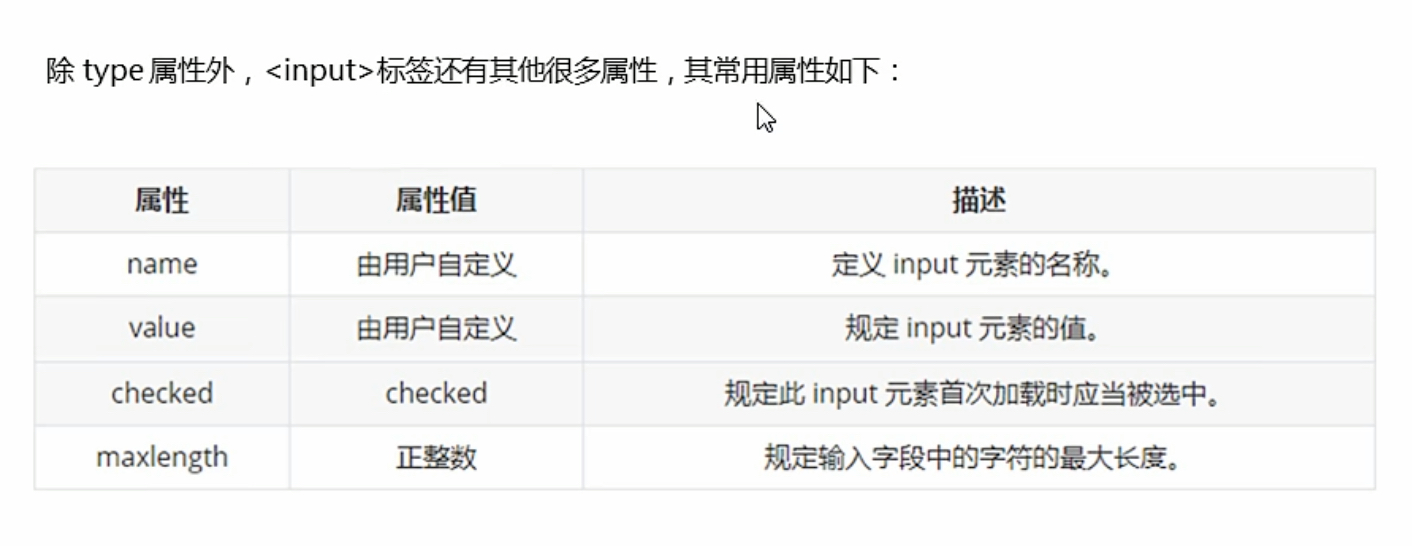 除 type 属性外，<input>标签还有其他很多属性，其常用属性如下：
属性 属性值 描述
name 由用户自定义 定义 input 元素的名称。
value 由用户自定义 规定 input 元素的值。
checked checked 规定此 input 元素首次加载时应当被选中。
maxlength 正整数 规定输入字段中的字符的最大长度。